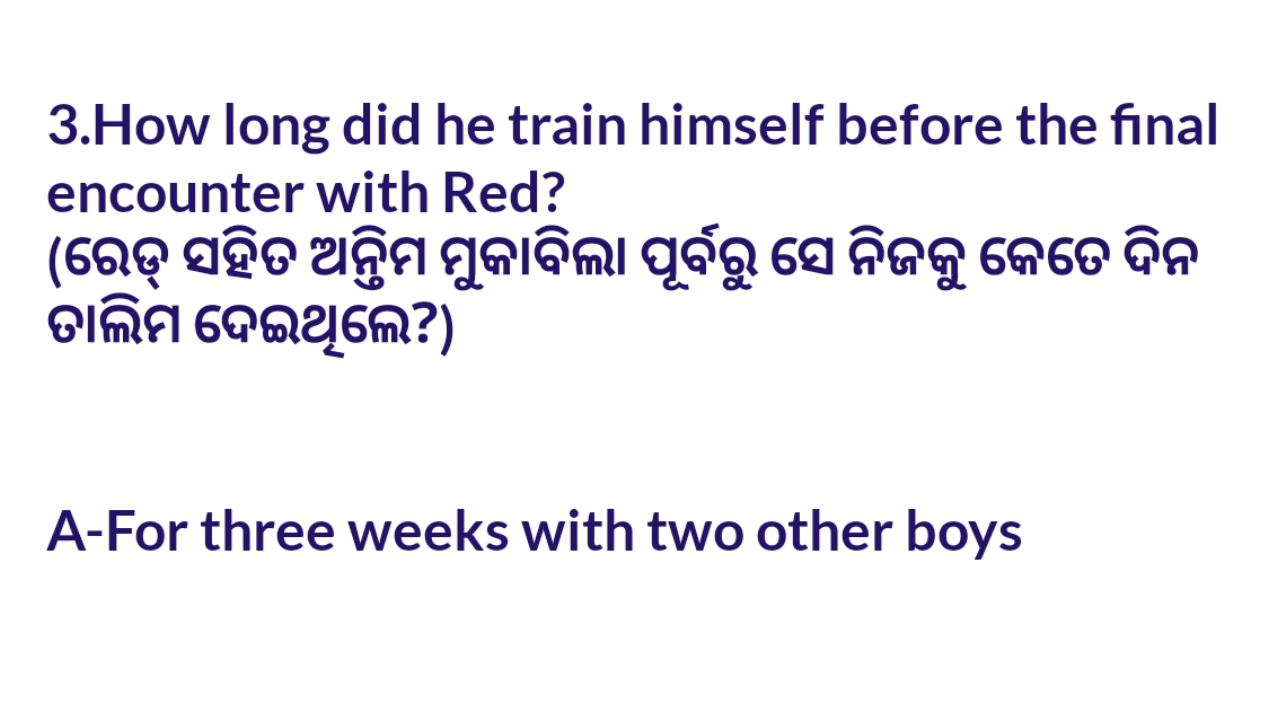 3.How long did he train himself before the final
encounter with Red?
(ରେଡ୍ ସହିତ ଅନ୍ତିମ ମୁକାବିଲା ପୂର୍ବରୁ ସେ ନିଜକୁ କେତେ ଦିନ
ତାଲିମ ଦେଇଥିଲେ?)
A-For three weeks with two other boys